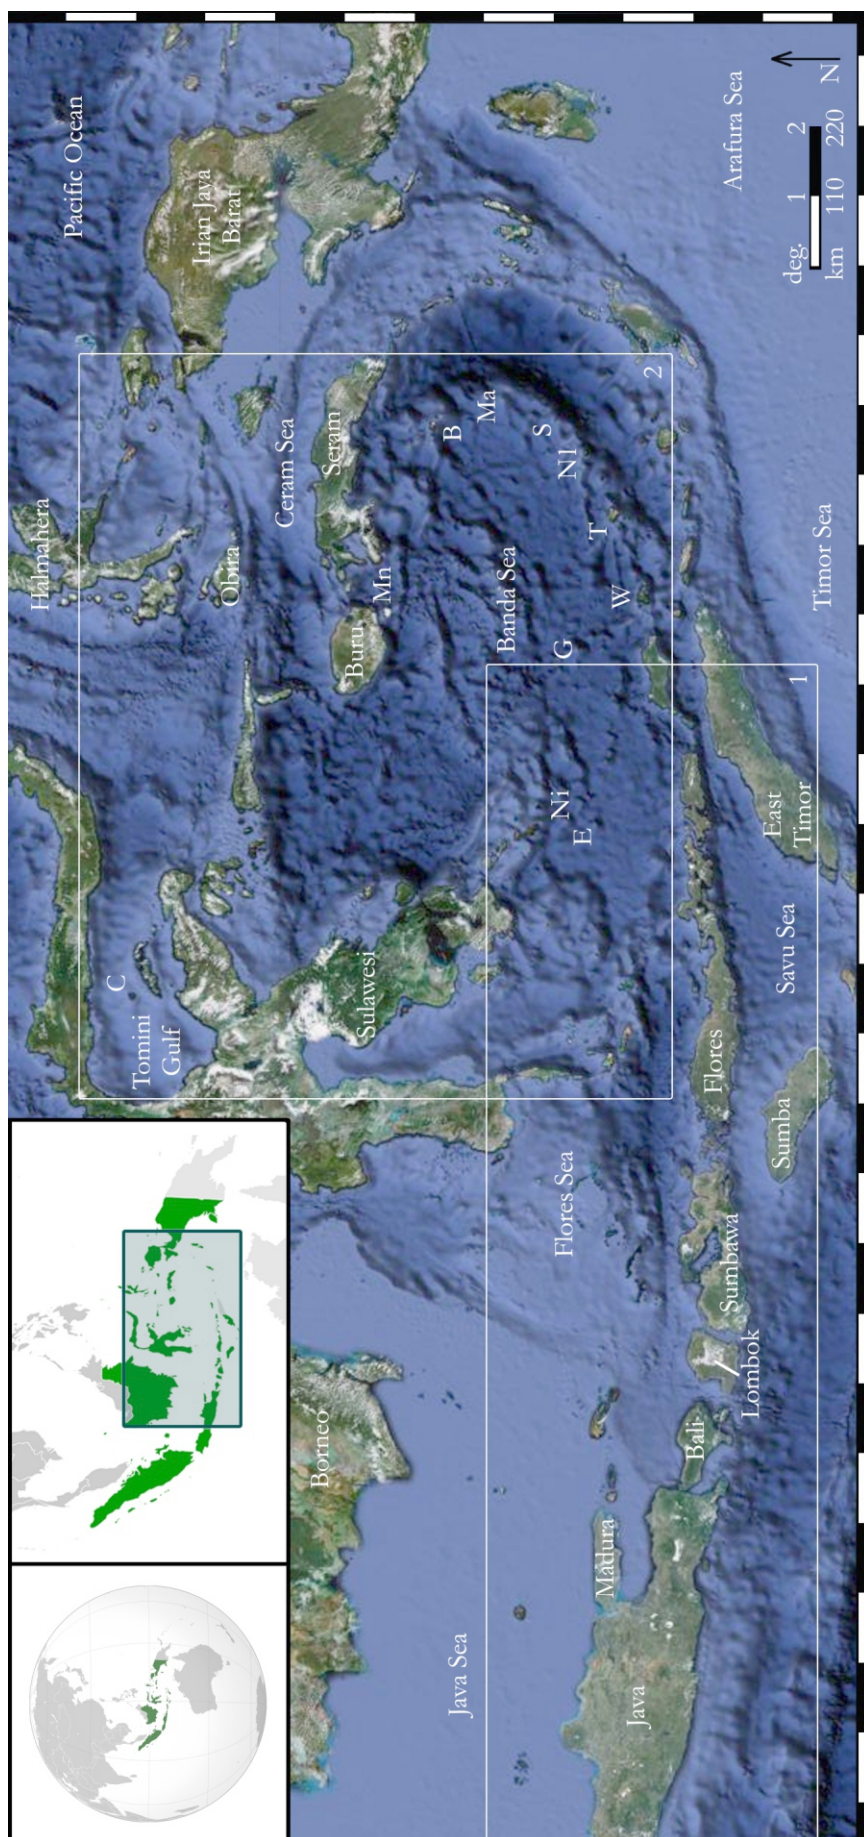 Pacific Ocean
Halmahera
Irian Jaya
Barat
Tomini
Gulf
C
Obira
Ceram Sea
Seram
Borneo
Buru
Sulawesi
Mn
B
Ma
Java Sea
Banda Sea
S
Nl
Ni
G
E
Flores Sea
T
W
Madura
Java
2
Bali
Flores
Sumbawa
Lombok
Arafura Sea
East
Timor
Sumba
Savu Sea
1
Timor Sea
deg. 1 2
km 110 220
N